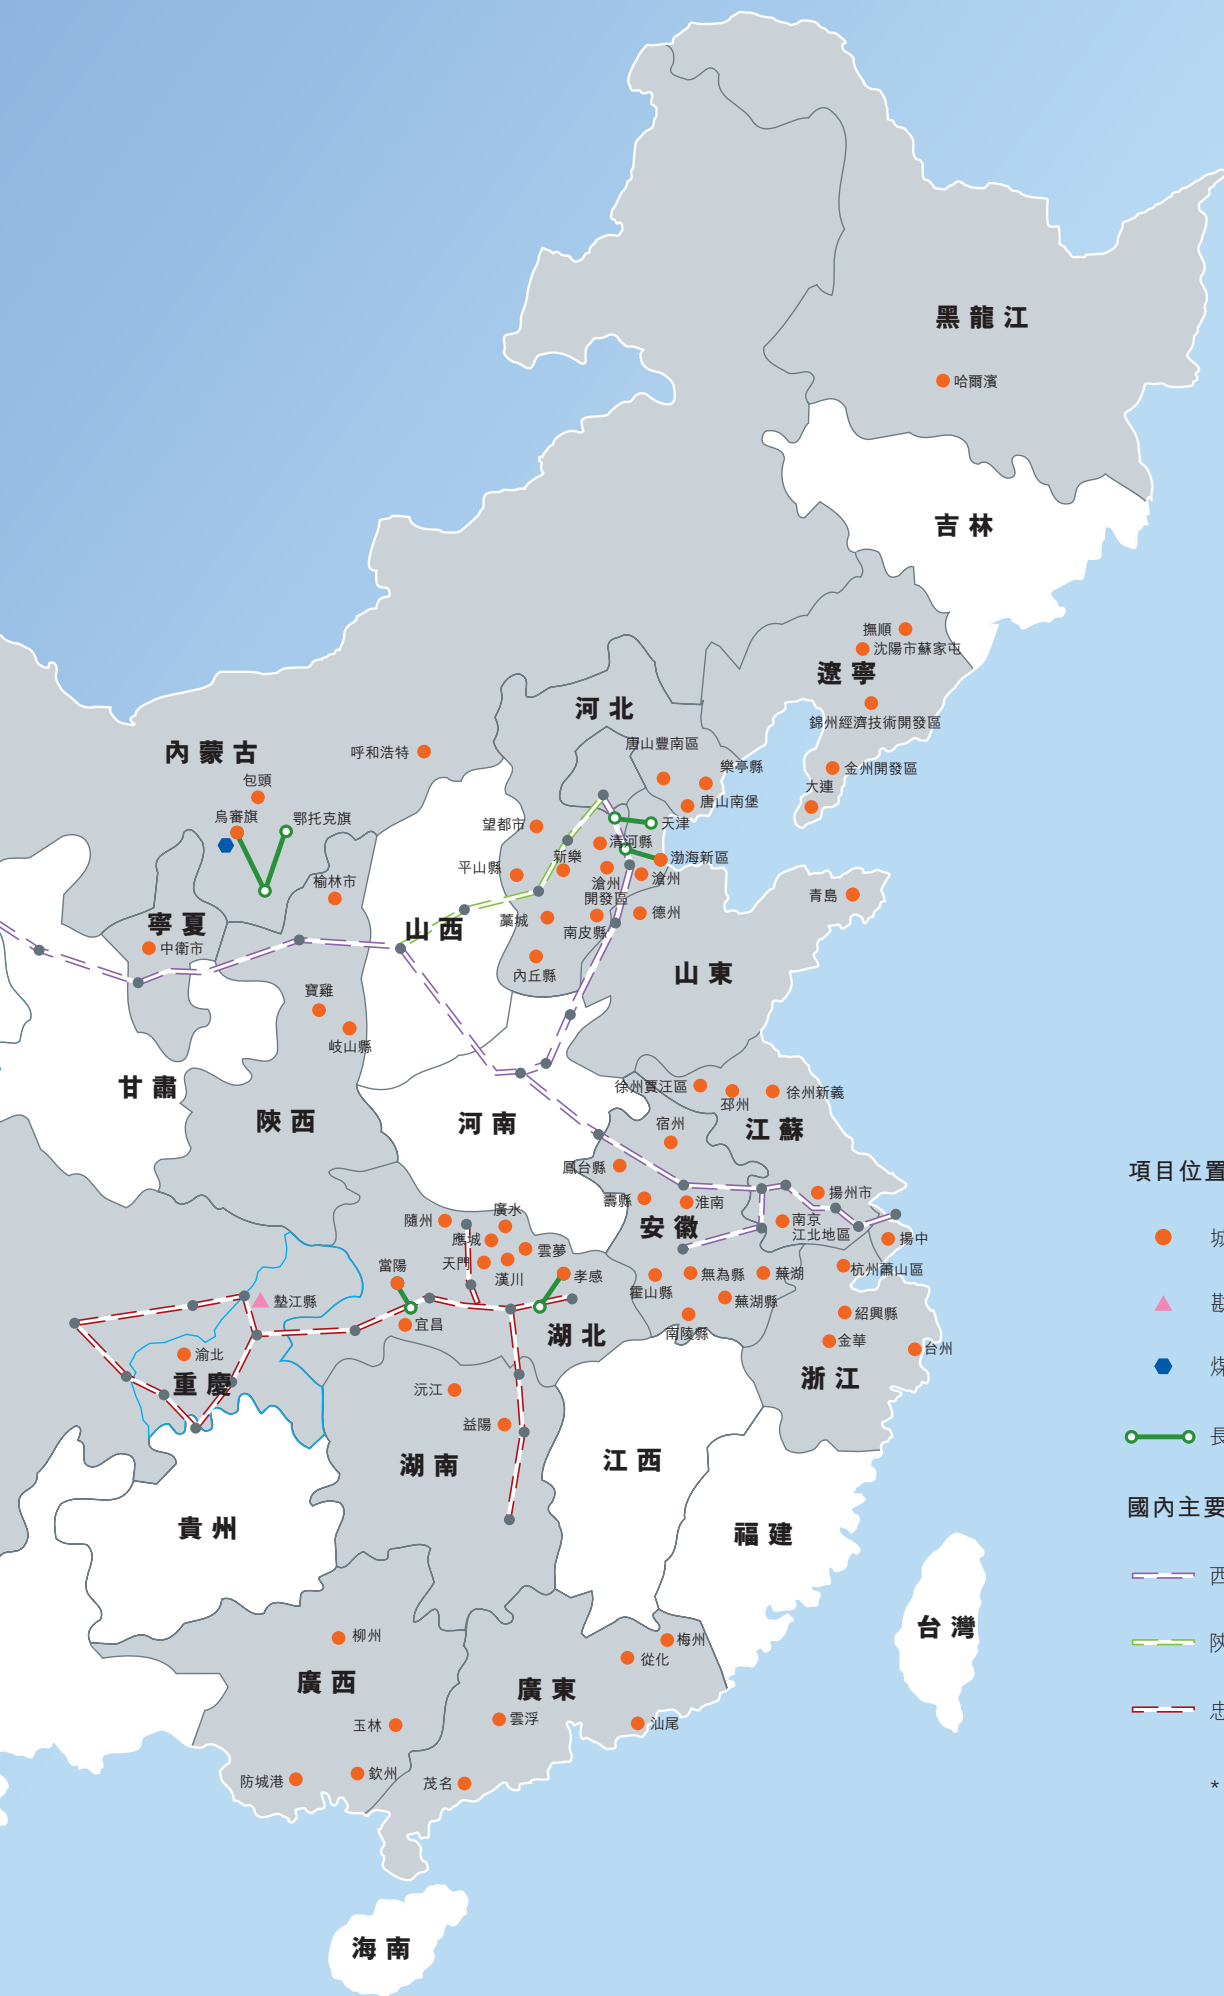 黑龍江
哈爾濱
吉林
撫順
沈陽市蘇家屯
遼寧
河北
錦州經濟技術開發區
唐山豐南區
內蒙古
呼和浩特
樂亭縣
金州開發區
包頭
大連
唐山南堡
烏審旗
鄂托克旗
望都市
天津
清河縣
新樂
渤海新區
平山縣
滄州
滄州
開發區
榆林市
青島
德州
藁城
寧夏
山西
南皮縣
中衛市
內丘縣
山東
寶雞
岐山縣
甘肅
徐州賈汪區
徐州新義
邳州
陝西
河南
宿州
江蘇
鳳台縣
項目位置
揚州市
壽縣
淮南
廣水
隨州
南京
江北地區
安徽
應城
揚中
雲夢
天門
當陽
漢川
孝感
無為縣
蕪湖
杭州蕭山區
霍山縣
墊江縣
蕪湖縣
紹興縣
宜昌
南陵縣
湖北
金華
台州
渝北
重慶
浙江
沅江
益陽
長
湖南
江西
國內主要
貴州
福建
西
台灣
柳州
梅州
陝
從化
廣西
廣東
忠
玉林
雲浮
汕尾
欽州
防城港
茂名
*
海南